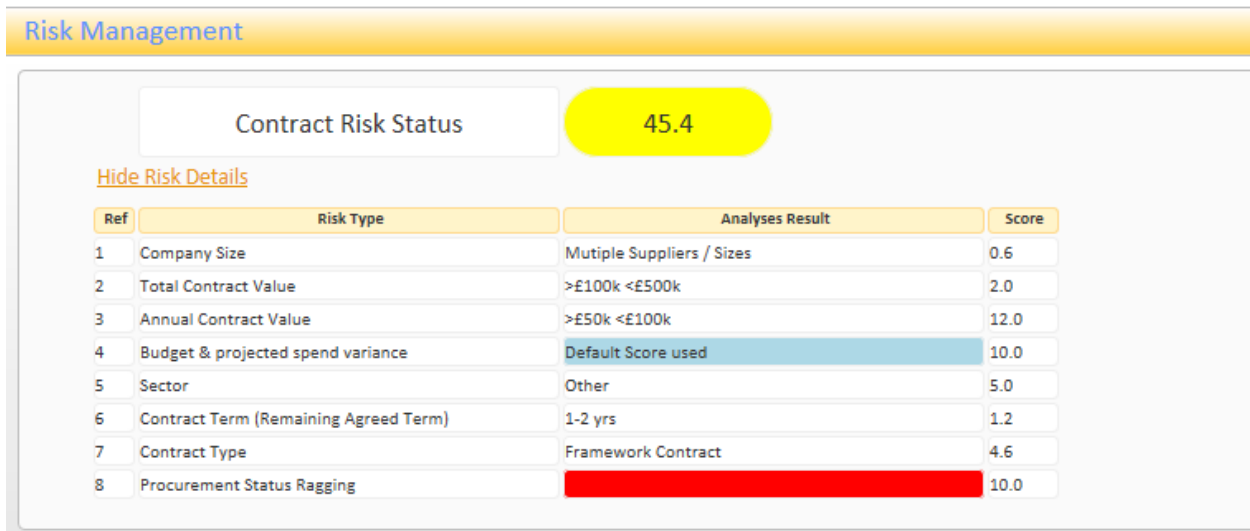 Risk Management
Contract Risk Status 45.4
Hide Risk Details
Ref Risk Type Analyses Result Score
1 Company Size Mutiple Suppliers / Sizes 0.6
2 Total Contract Value >£100k <£500k 2.0
3 Annual Contract Value >£50k <£100k 12.0
4 Budget & projected spend variance Default Score used 10.0
5 Sector Other 5.0
6 Contract Term (Remaining Agreed Term) 1-2 yrs 1.2
7 Contract Type Framework Contract 4.6
8 Procurement Status Ragging 10.0